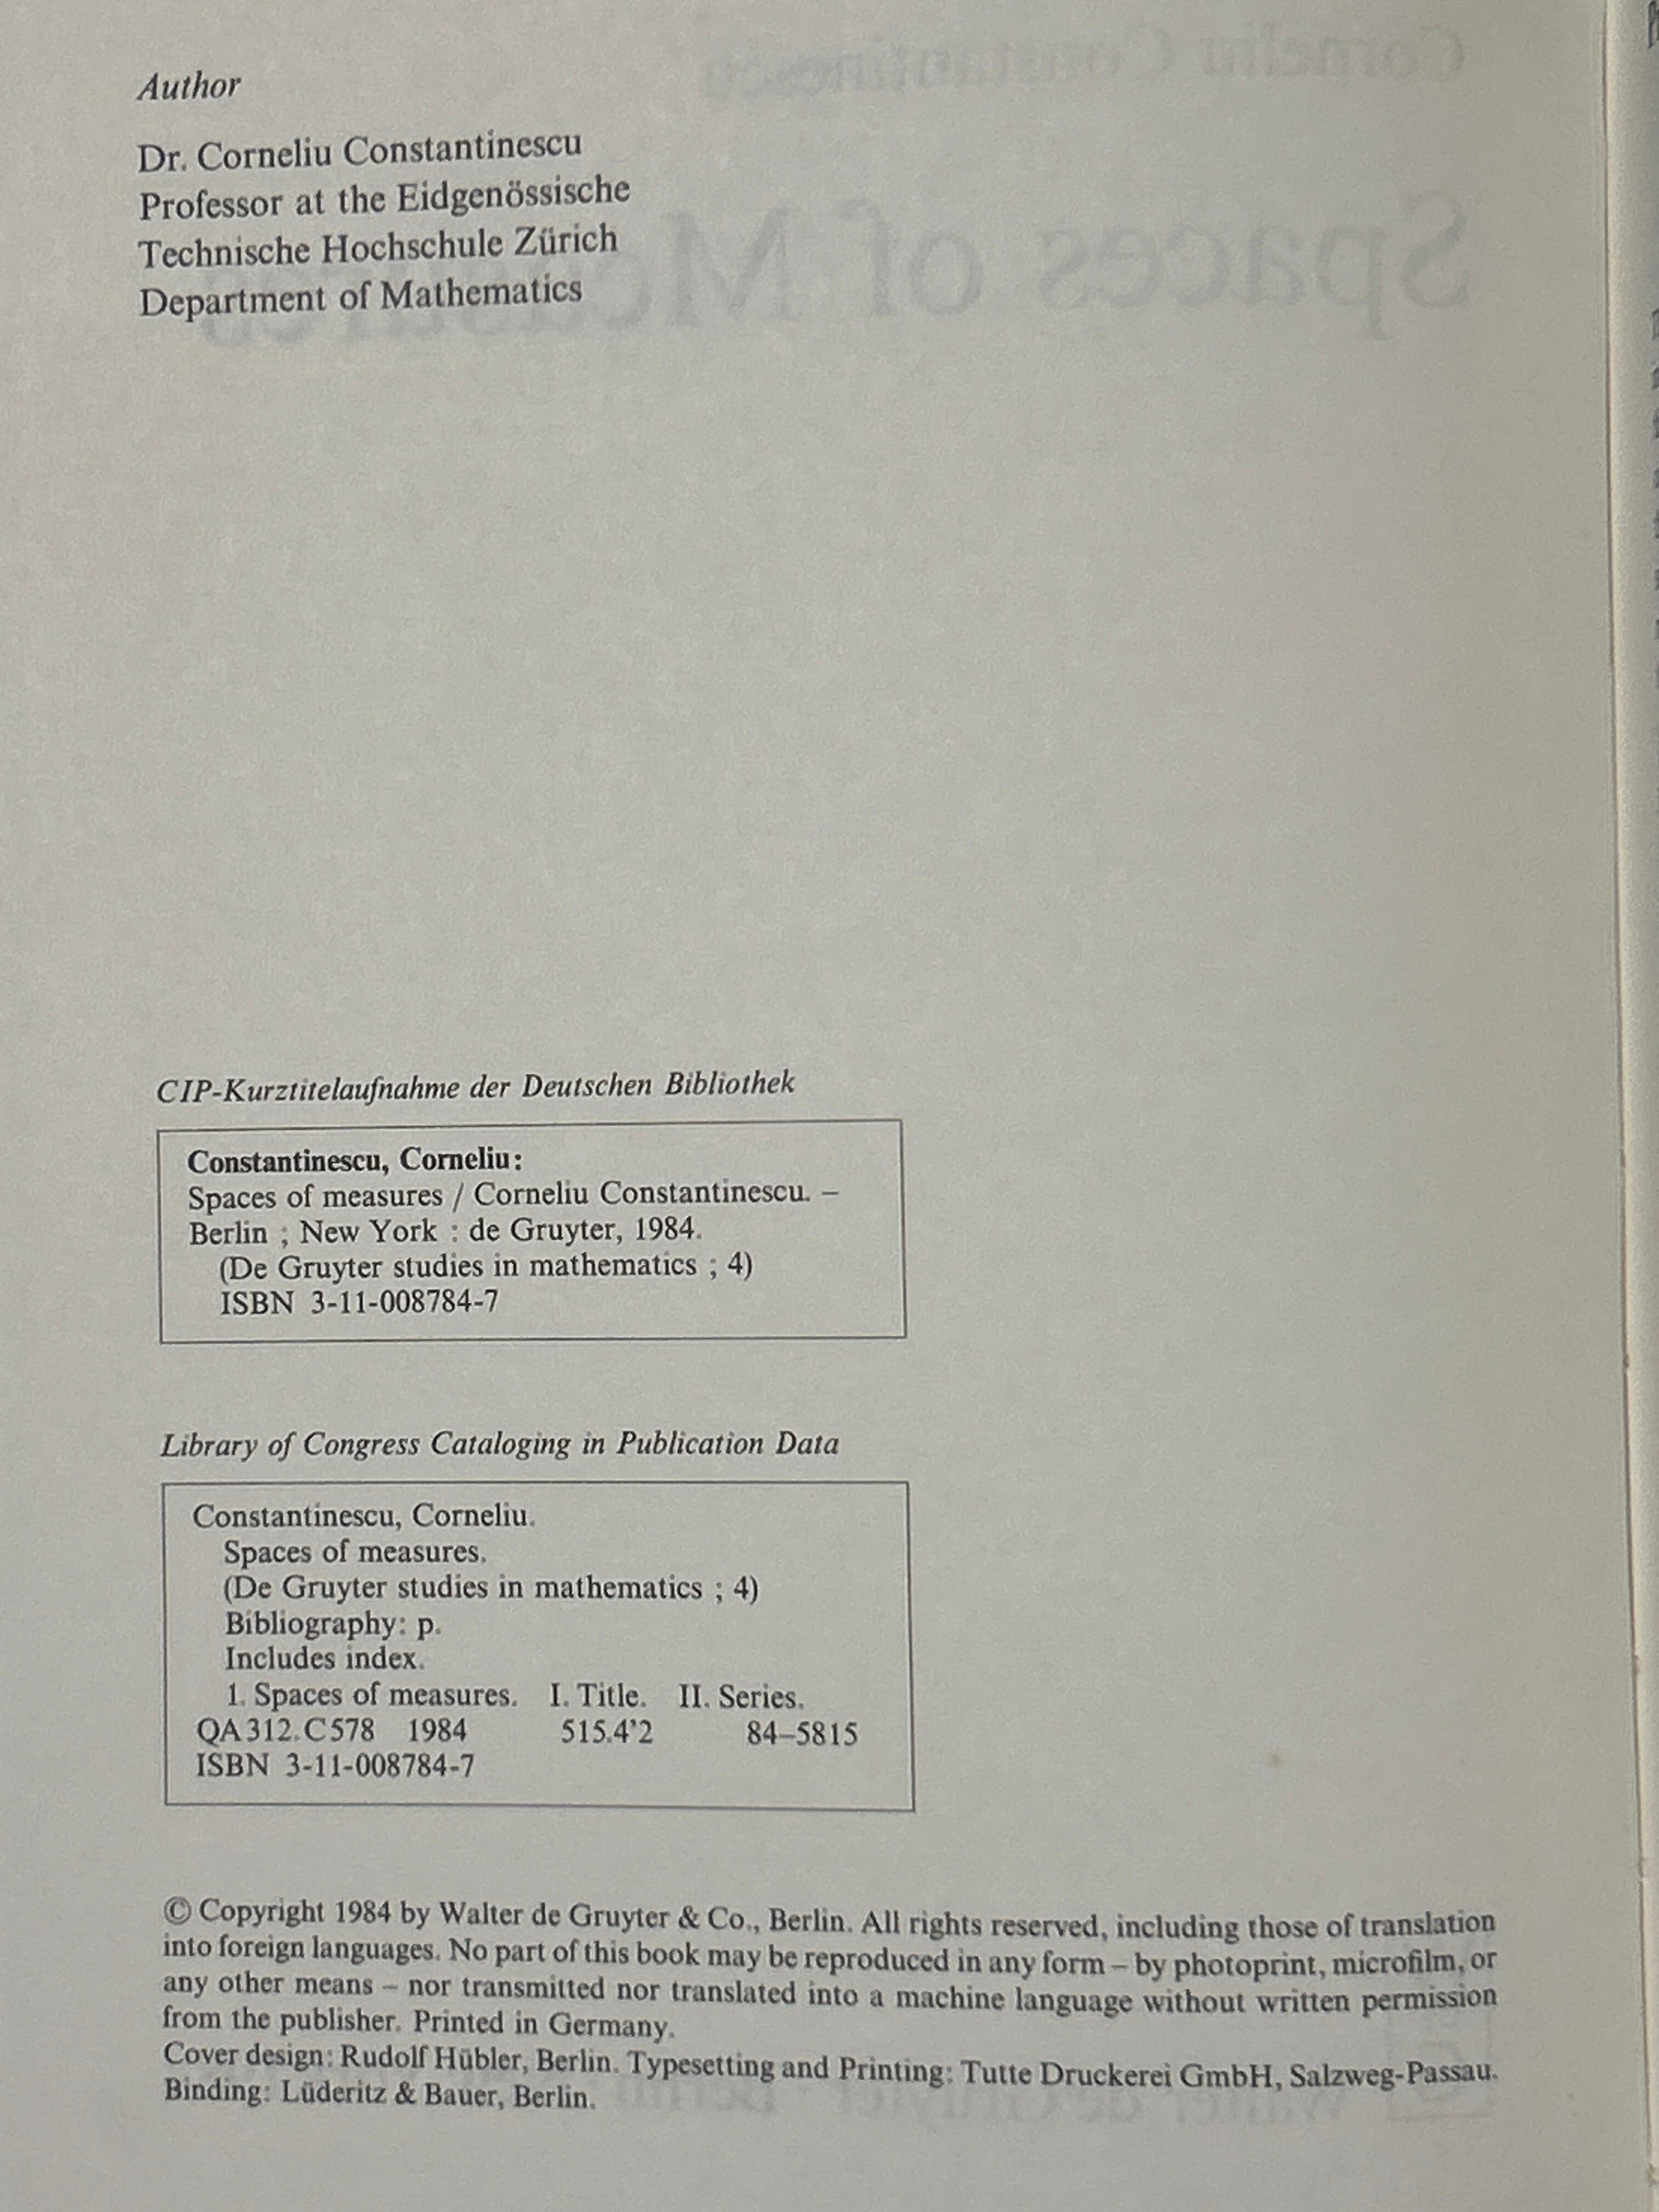 Author
Dr. Corneliu Constantinescu
Professor at the Eidgenössische
Technische Hochschule Zürich
Department of Mathematics
Corneliu Constantinescu
Spaces of Measures
CIP-Kurztitelaufnahme der Deutschen Bibliothek
Constantinescu, Corneliu:
Spaces of measures / Corneliu Constantinescu. –
Berlin ; New York : de Gruyter, 1984.
(De Gruyter studies in mathematics ; 4)
ISBN 3-11-008784-7
Library of Congress Cataloging in Publication Data
Constantinescu, Corneliu.
Spaces of measures.
(De Gruyter studies in mathematics ; 4)
Bibliography: p.
Includes index.
1. Spaces of measures. I. Title. II. Series.
QA312.C578 1984 515.4'2 84–5815
ISBN 3-11-008784-7
© Copyright 1984 by Walter de Gruyter & Co., Berlin. All rights reserved, including those of translation
into foreign languages. No part of this book may be reproduced in any form – by photoprint, microfilm, or
any other means – nor transmitted nor translated into a machine language without written permission
from the publisher. Printed in Germany.
Cover design: Rudolf Hübler, Berlin. Typesetting and Printing: Tutte Druckerei GmbH, Salzweg-Passau.
Binding: Lüderitz & Bauer, Berlin.